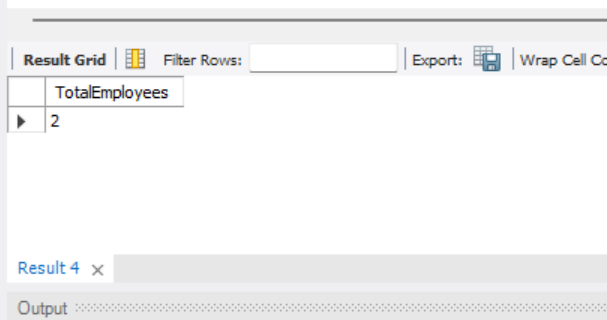 Result Grid Filter Rows: Export: Wrap Cell Co
TotalEmployees
2
Result 4
Output